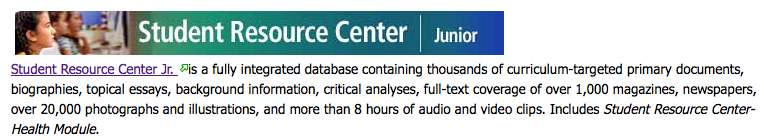 Student Resource Center | Junior
Student Resource Center Jr. is a fully integrated database containing thousands of curriculum-targeted primary documents,
biographies, topical essays, background information, critical analyses, full-text coverage of over 1,000 magazines, newspapers,
over 20,000 photographs and illustrations, and more than 8 hours of audio and video clips. Includes Student Resource Center-
Health Module.